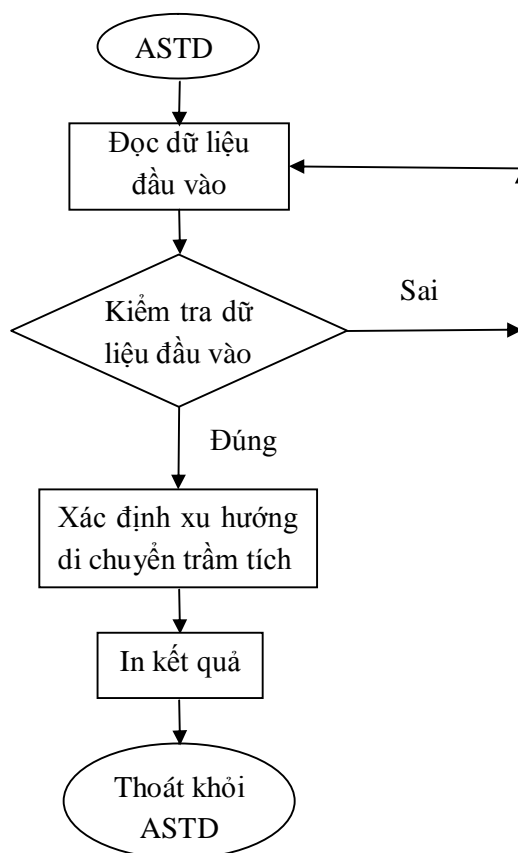 ASTD
Đọc dữ liệu
đầu vào
Kiểm tra dữ
liệu đầu vào
Sai
Đúng
Xác định xu hướng
di chuyển trầm tích
In kết quả
Thoát khỏi
ASTD